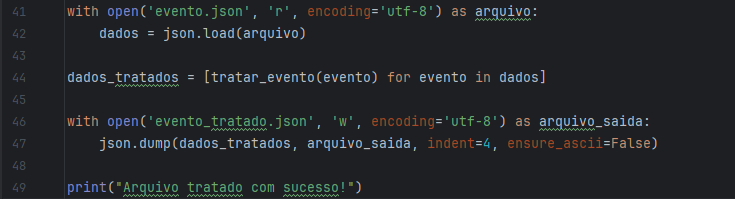 41 with open('evento.json', 'r', encoding='utf-8') as arquivo:
42     dados = json.load(arquivo)
43
44 dados_tratados = [tratar_evento(evento) for evento in dados]
45
46 with open('evento_tratado.json', 'w', encoding='utf-8') as arquivo_saida:
47     json.dump(dados_tratados, arquivo_saida, indent=4, ensure_ascii=False)
48
49 print("Arquivo tratado com sucesso!")